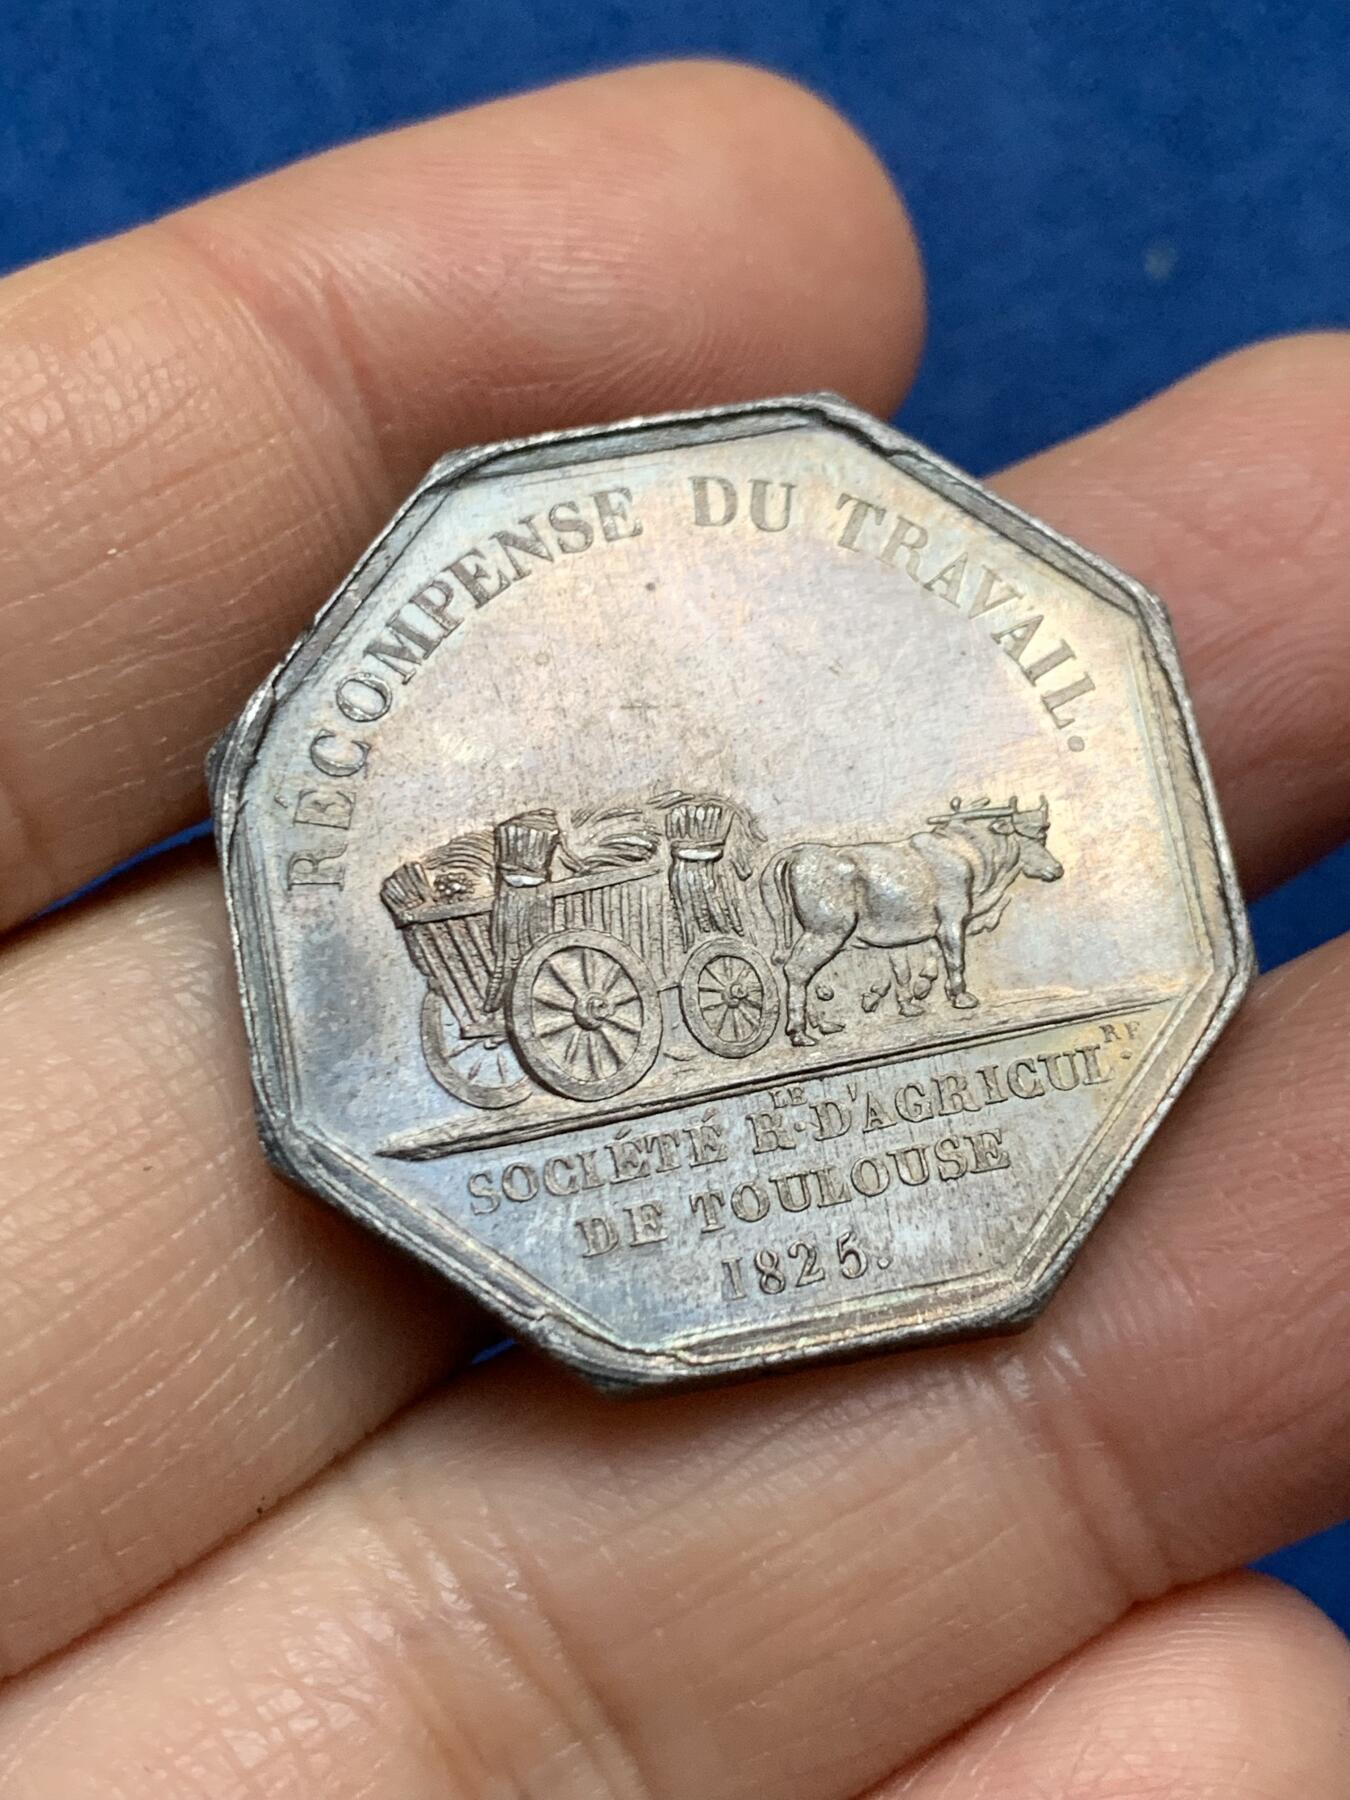 RÉCOMPENSE DU TRAVAIL.
SOCIÉTÉ R.LE D'AGRICUL.RE
DE TOULOUSE
1825.